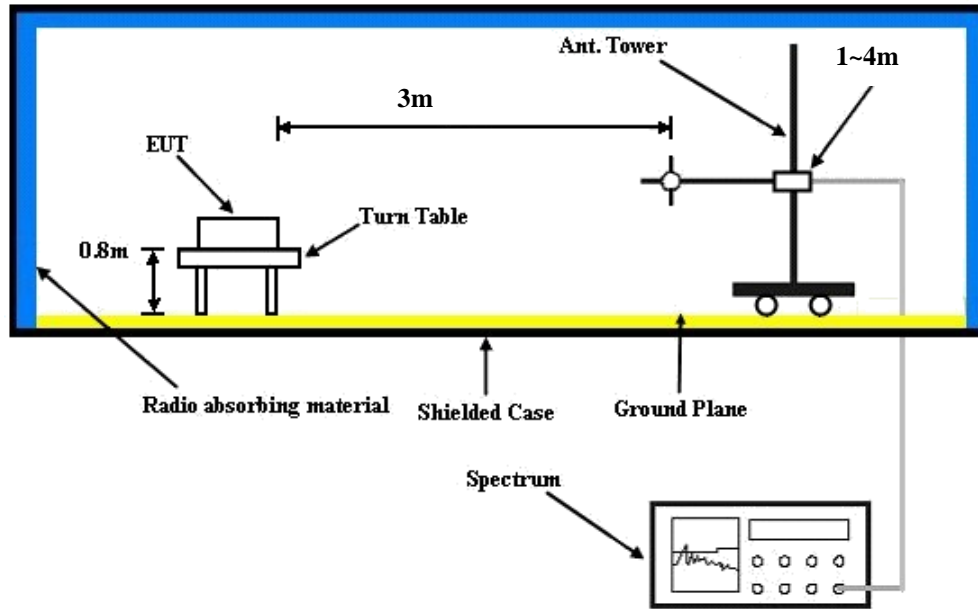 Ant. Tower
1~4m
3m
EUT
Turn Table
0.8m
Radio absorbing material
Shielded Case
Ground Plane
Spectrum